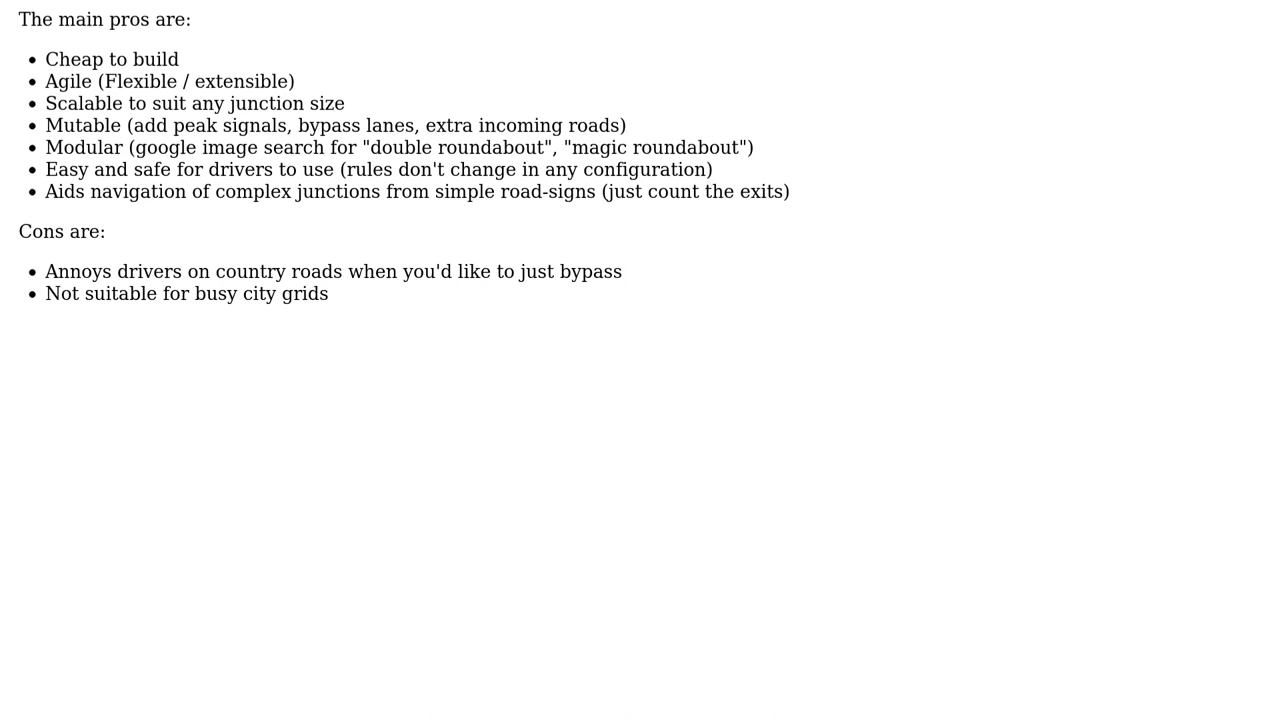 The main pros are:
• Cheap to build
• Agile (Flexible / extensible)
• Scalable to suit any junction size
• Mutable (add peak signals, bypass lanes, extra incoming roads)
• Modular (google image search for "double roundabout", "magic roundabout")
• Easy and safe for drivers to use (rules don't change in any configuration)
• Aids navigation of complex junctions from simple road-signs (just count the exits)
Cons are:
• Annoys drivers on country roads when you'd like to just bypass
• Not suitable for busy city grids